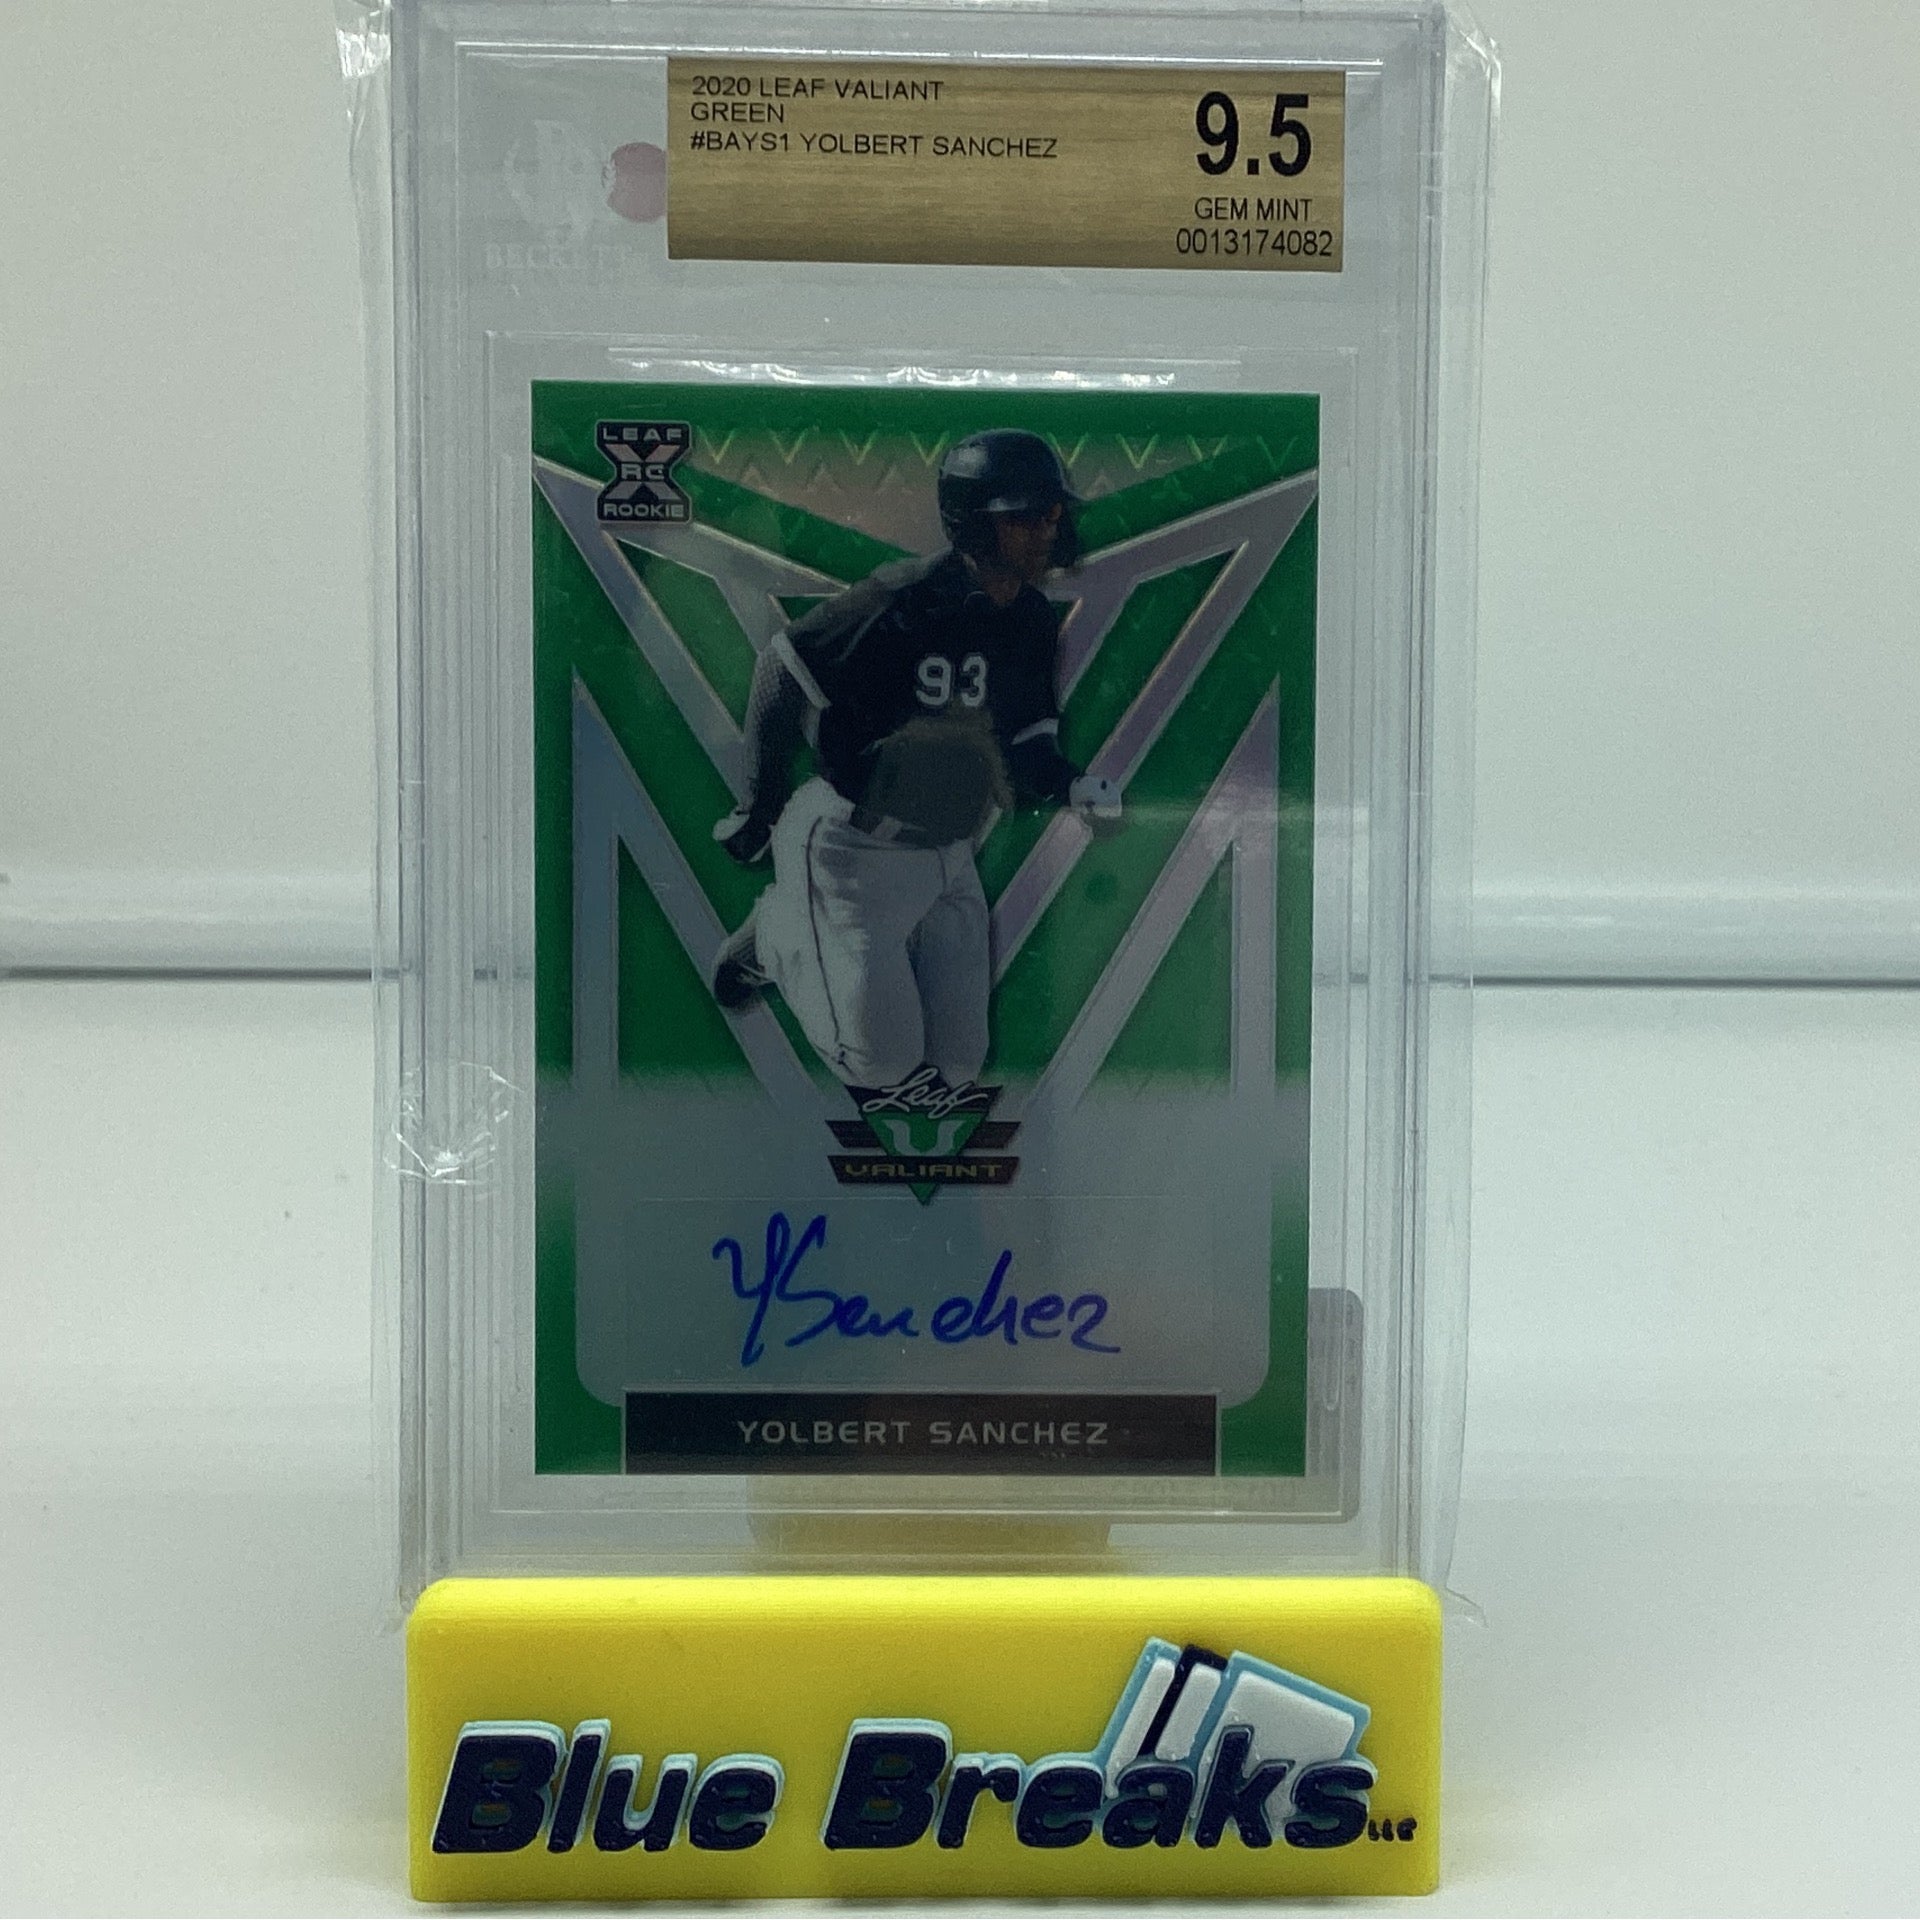 2020 LEAF VALIANT
GREEN
#BAYS1 YOLBERT SANCHEZ
9.5
GEM MINT
0013174082
BECKETT
LEAF
RC
ROOKIE
93
Leaf
VALIANT
YSanchez
YOLBERT SANCHEZ
Blue Breaks LLC